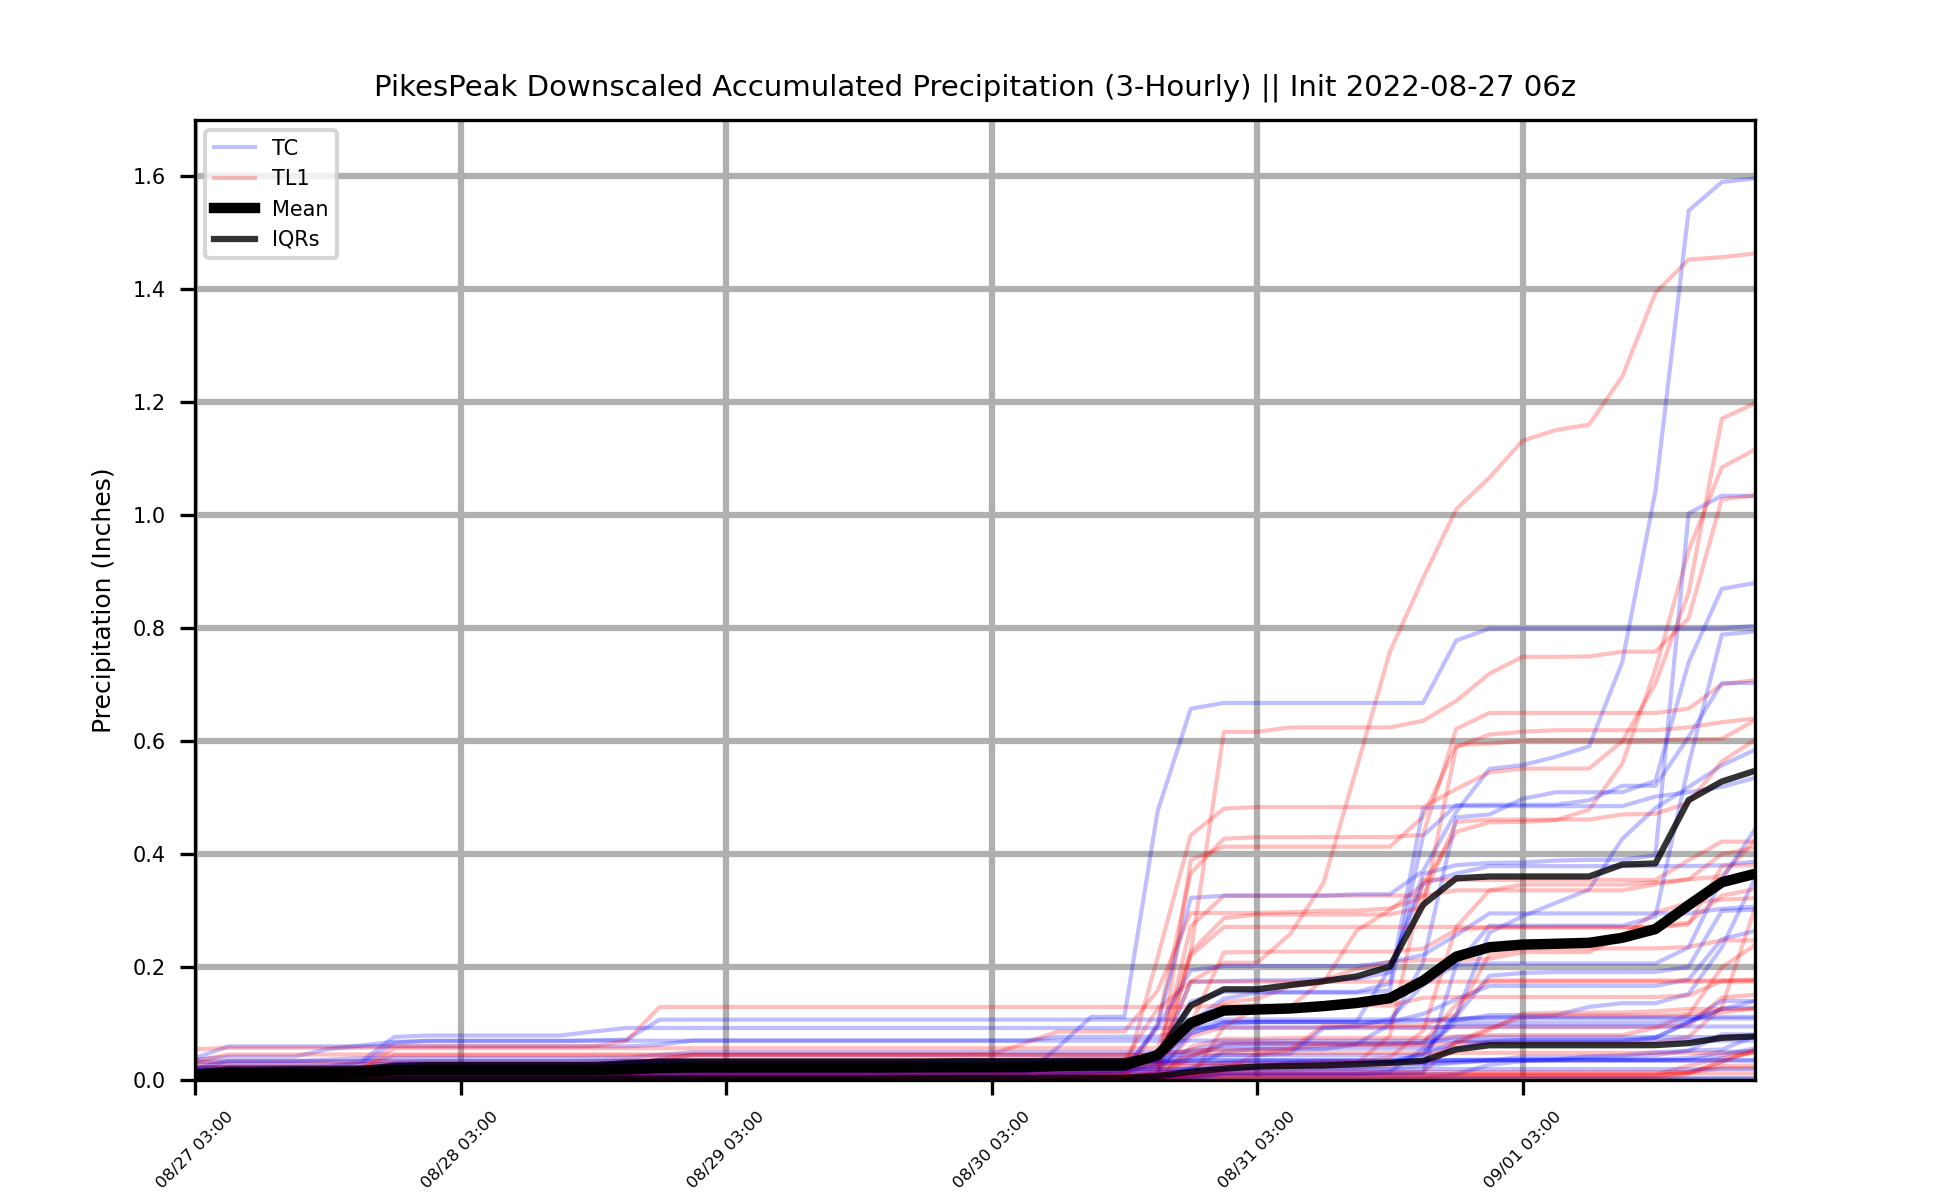 PikesPeak Downscaled Accumulated Precipitation (3-Hourly) || Init 2022-08-27 06z
TC
TL1
Mean
IQRs
Precipitation (Inches)
1.6
1.4
1.2
1.0
0.8
0.6
0.4
0.2
0.0
08/27 03:00
08/28 03:00
08/29 03:00
08/30 03:00
08/31 03:00
09/01 03:00